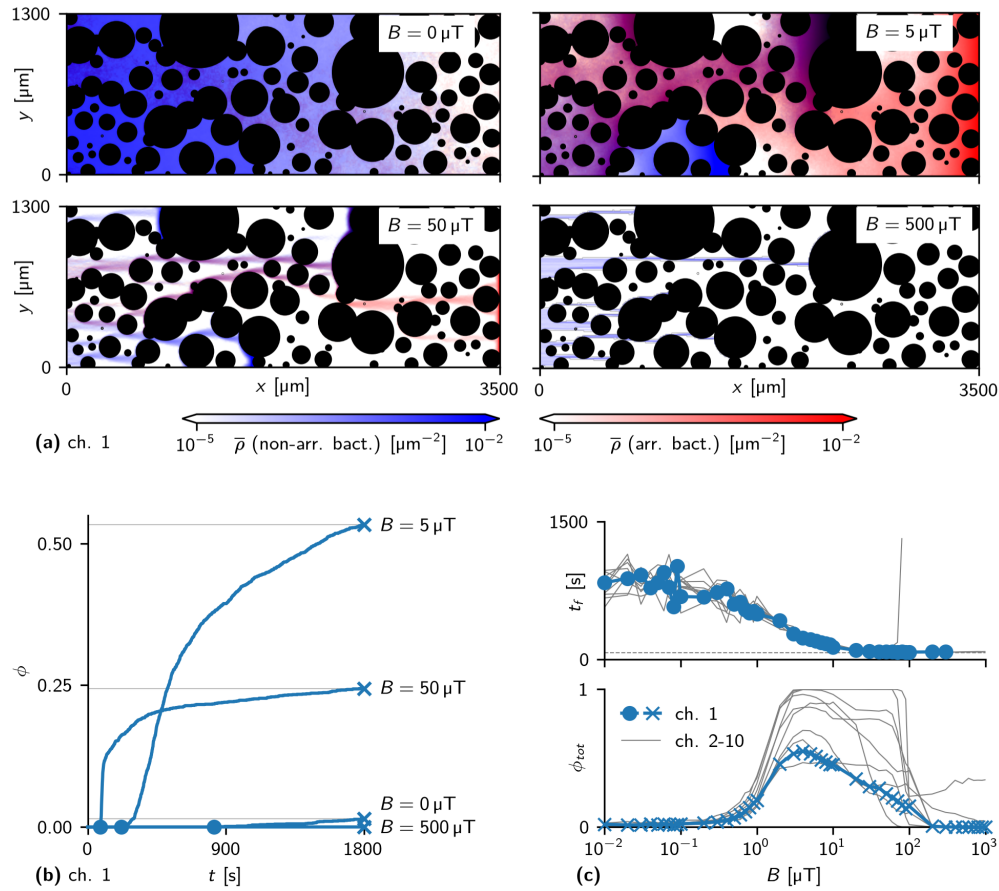 1300
y [µm]
0
B = 0 µT
B = 5 µT
1300
y [µm]
0
B = 50 µT
B = 500 µT
0
x [µm]
3500
0
x [µm]
3500
(a) ch. 1
10⁻⁵
ρ̅ (non-arr. bact.) [µm⁻²]
10⁻²
10⁻⁵
ρ̅ (arr. bact.) [µm⁻²]
10⁻²
0.50
0.25
0.00
ϕ
B = 5 µT
B = 50 µT
B = 0 µT
B = 500 µT
0
900
1800
(b) ch. 1
t [s]
1500
t_f [s]
0
1
ϕ_tot
0
ch. 1
ch. 2-10
10⁻²
10⁻¹
10⁰
10¹
10²
10³
(c)
B [µT]